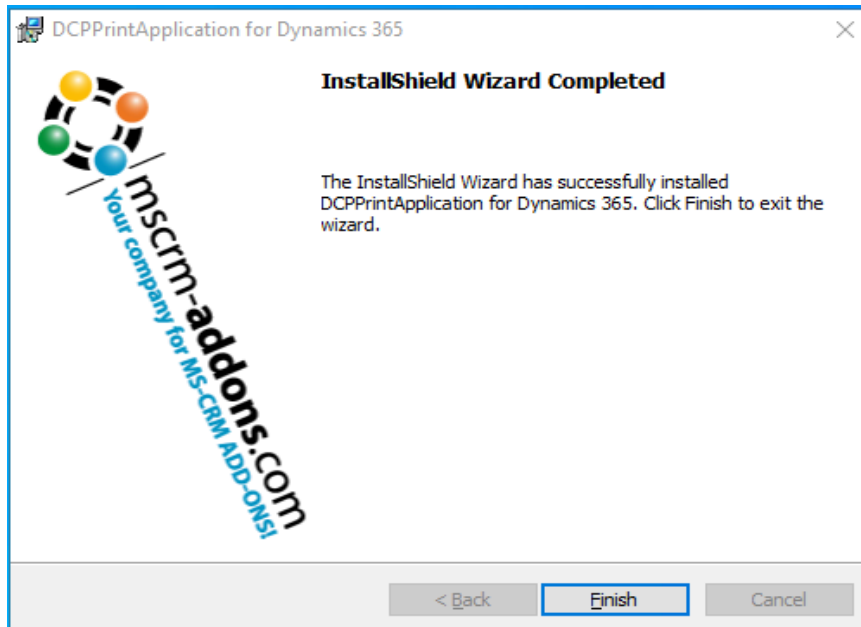 DCPPrintApplication for Dynamics 365
InstallShield Wizard Completed
The InstallShield Wizard has successfully installed
DCPPrintApplication for Dynamics 365. Click Finish to exit the
wizard.
mscrm-addons.com
Your company for MS-CRM ADD-ONS!
< Back
Finish
Cancel